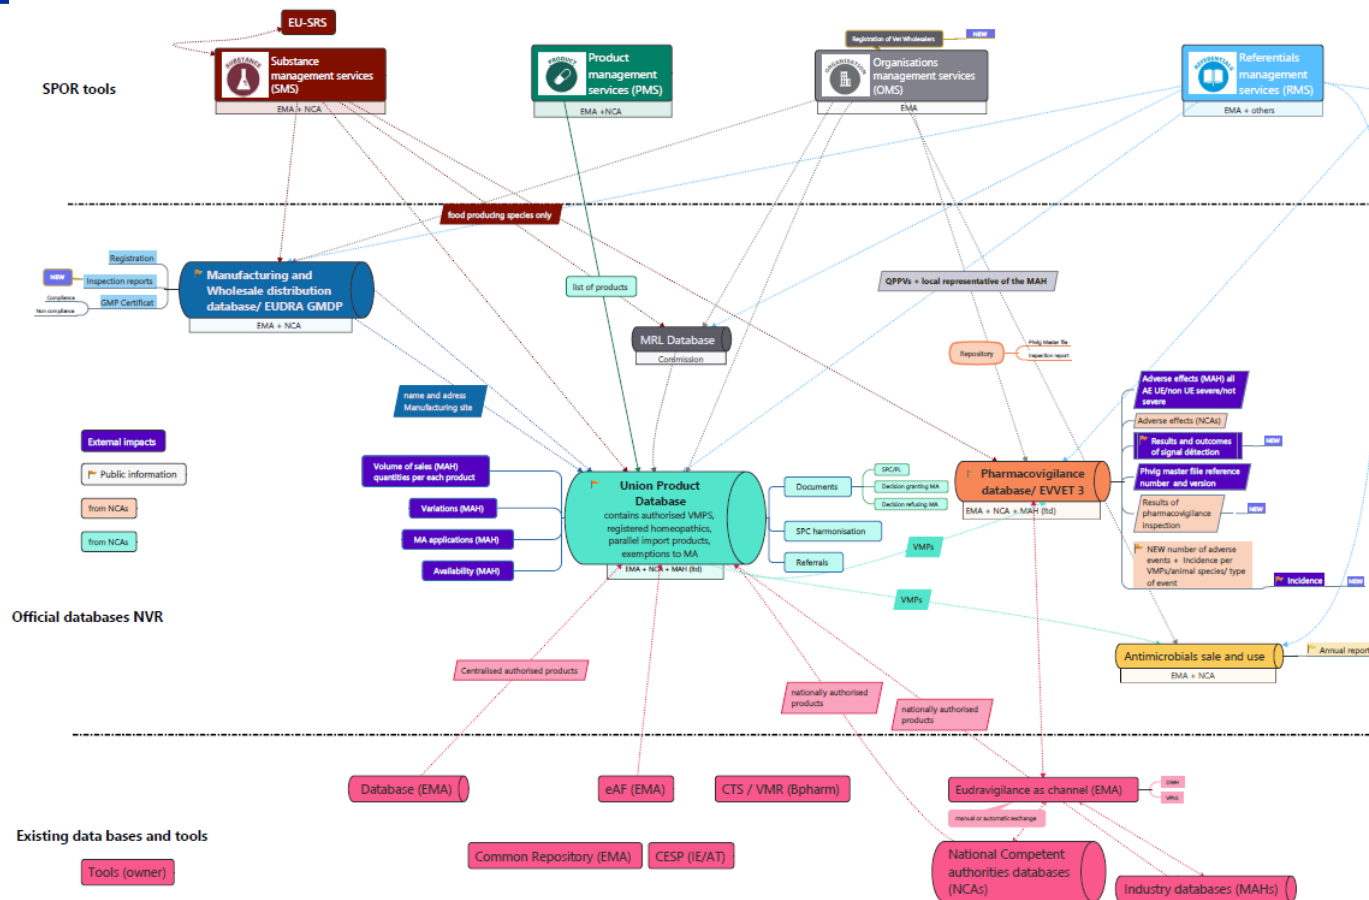 EU-SRS
Registration of Vet Wholesalers
NEW
SPOR tools
SUBSTANCE
Substance
management services
(SMS)
EMA + NCA
PRODUCT
Product
management
services (PMS)
EMA +NCA
ORGANISATION
Organisations
management services
(OMS)
EMA
REFERENTIALS
Referentials
management
services (RMS)
EMA + others
food producing species only
Registration
NEW
Inspection reports
Compliance
Non compliance
GMP Certificat
Manufacturing and
Wholesale distribution
database/ EUDRA GMDP
EMA + NCA
list of products
QPPVs + local representative of the MAH
MRL Database
Commission
Repository
Phvig Master file
Inspection report
name and adress
Manufacturing site
External impacts
Public information
from NCAs
from NCAs
Volume of sales (MAH)
quantities per each product
Variations (MAH)
MA applications (MAH)
Availability (MAH)
Union Product
Database
contains authorised VMPS,
registered homeopathics,
parallel import products,
exemptions to MA
EMA + NCA + MAH (ltd)
Documents
SPC/PL
Decision granting MA
Decision refusing MA
SPC harmonisation
Referrals
VMPs
VMPs
Pharmacovigilance
database/ EVVET 3
EMA + NCA + MAH (ltd)
Adverse effects (MAH) all
AE UE/non UE severe/not
severe
Adverse effects (NCAs)
Results and outcomes
of signal détection
NEW
Phvig master fiile reference
number and version
Results of
pharmacovigilance
inspection
NEW
NEW number of adverse
events + Incidence per
VMPs/animal species/ type
of event
Incidence
NEW
Official databases NVR
Antimicrobials sale and use
EMA + NCA
Annual report
Centralised authorised products
nationally authorised
products
nationally authorised
products
Database (EMA)
eAF (EMA)
CTS / VMR (Bpharm)
Eudravigilance as channel (EMA)
DWH
manual or automatic exchange
Existing data bases and tools
Tools (owner)
Common Repository (EMA)
CESP (IE/AT)
National Competent
authorities databases
(NCAs)
Industry databases (MAHs)